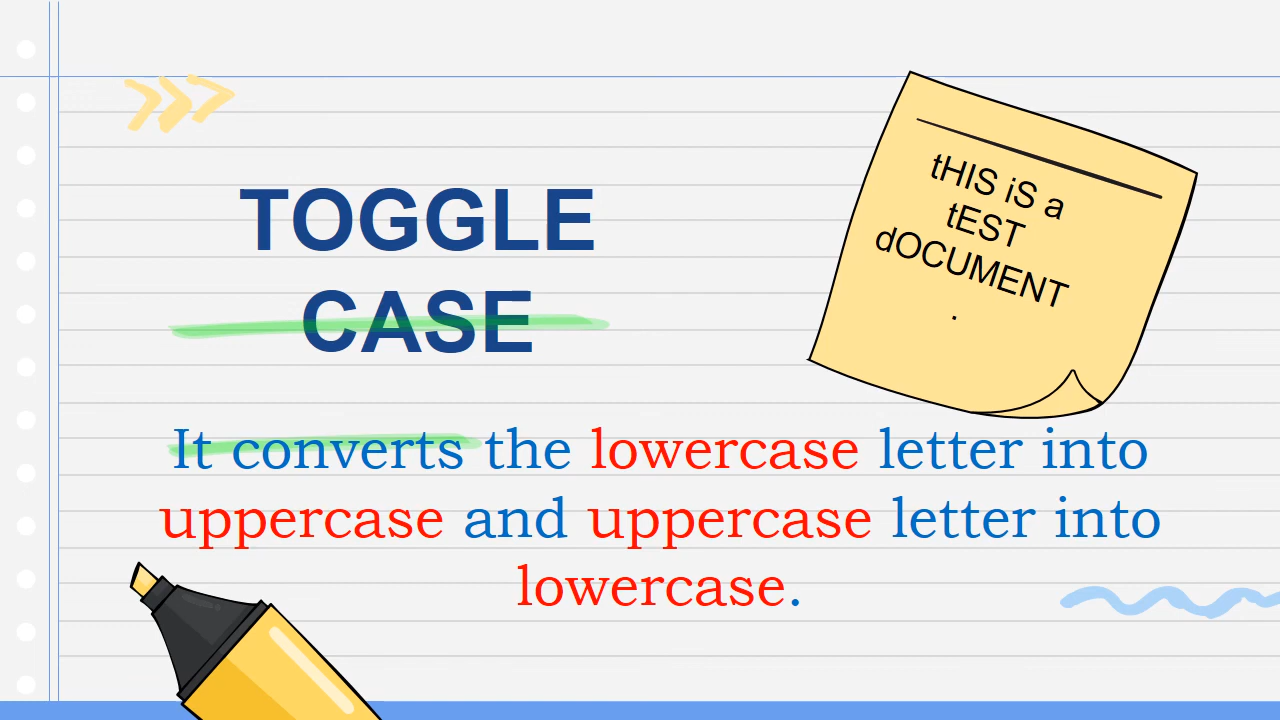 TOGGLE
CASE
tHIS iS a
tEST
dOCUMENT
.
It converts the lowercase letter into
uppercase and uppercase letter into
lowercase.